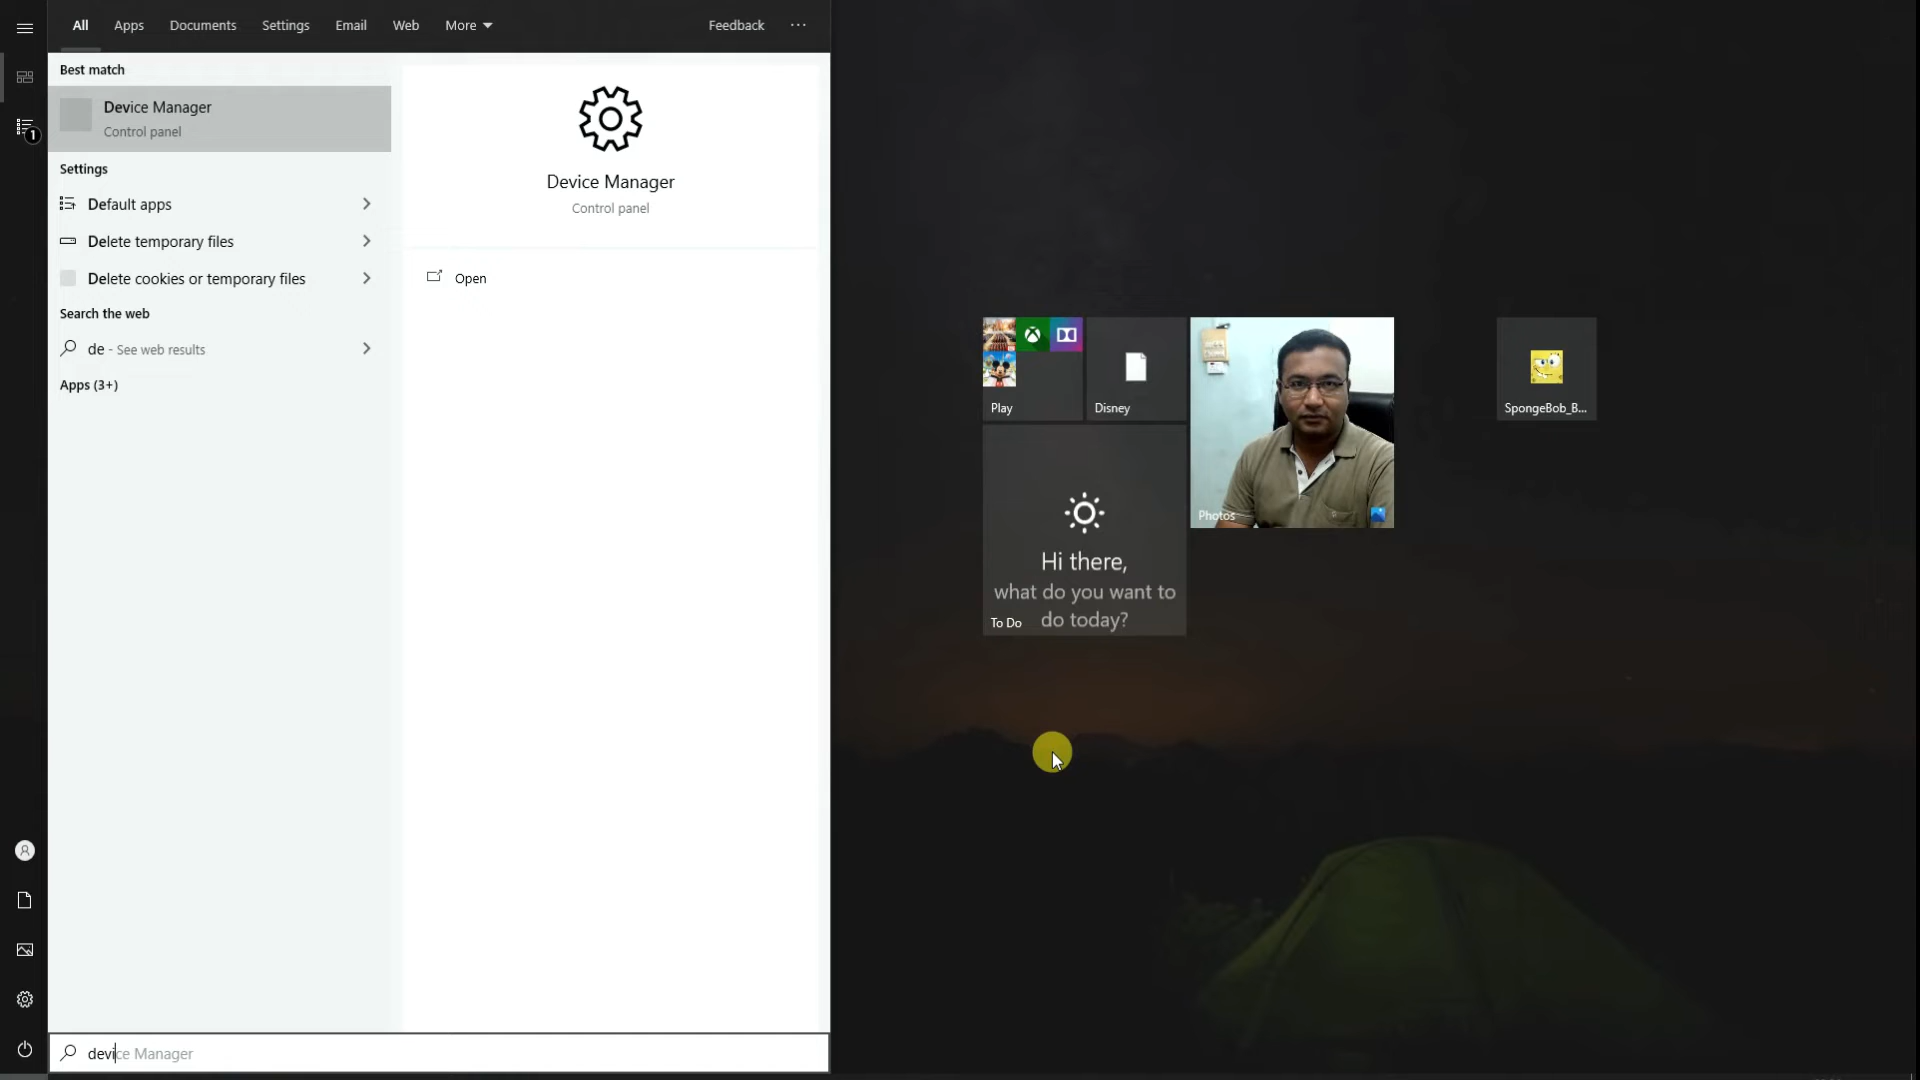 All Apps Documents Settings Email Web More Feedback ···
Best match
Device Manager
Control panel
Settings
Default apps
Delete temporary files
Delete cookies or temporary files
Search the web
de - See web results
Apps (3+)
Device Manager
Control panel
Open
1
Play
Disney
Photos
SpongeBob_B...
Hi there,
what do you want to
do today?
To Do
device Manager